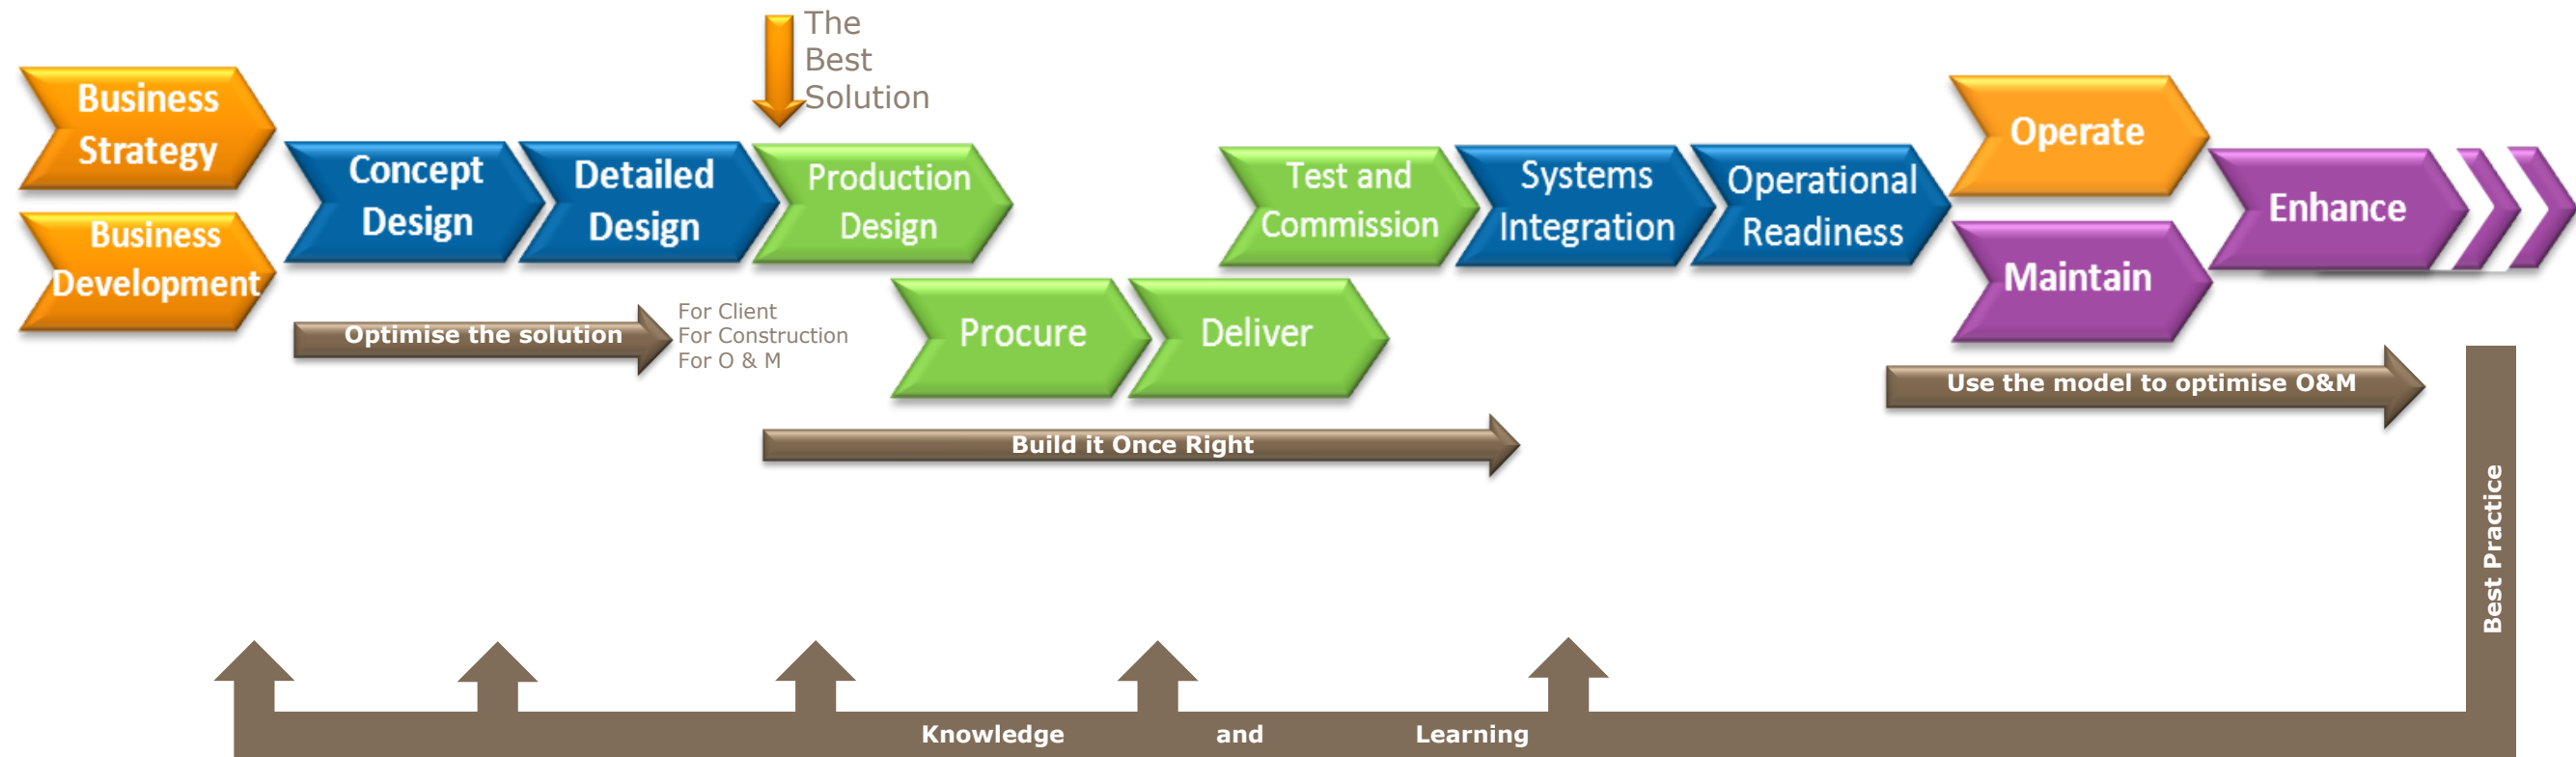 The
Best
Solution
Business
Strategy
Business
Development
Concept
Design
Detailed
Design
Production
Design
Procure
Deliver
Test and
Commission
Systems
Integration
Operational
Readiness
Operate
Maintain
Enhance
Optimise the solution
For Client
For Construction
For O & M
Build it Once Right
Use the model to optimise O&M
Best Practice
Knowledge and Learning